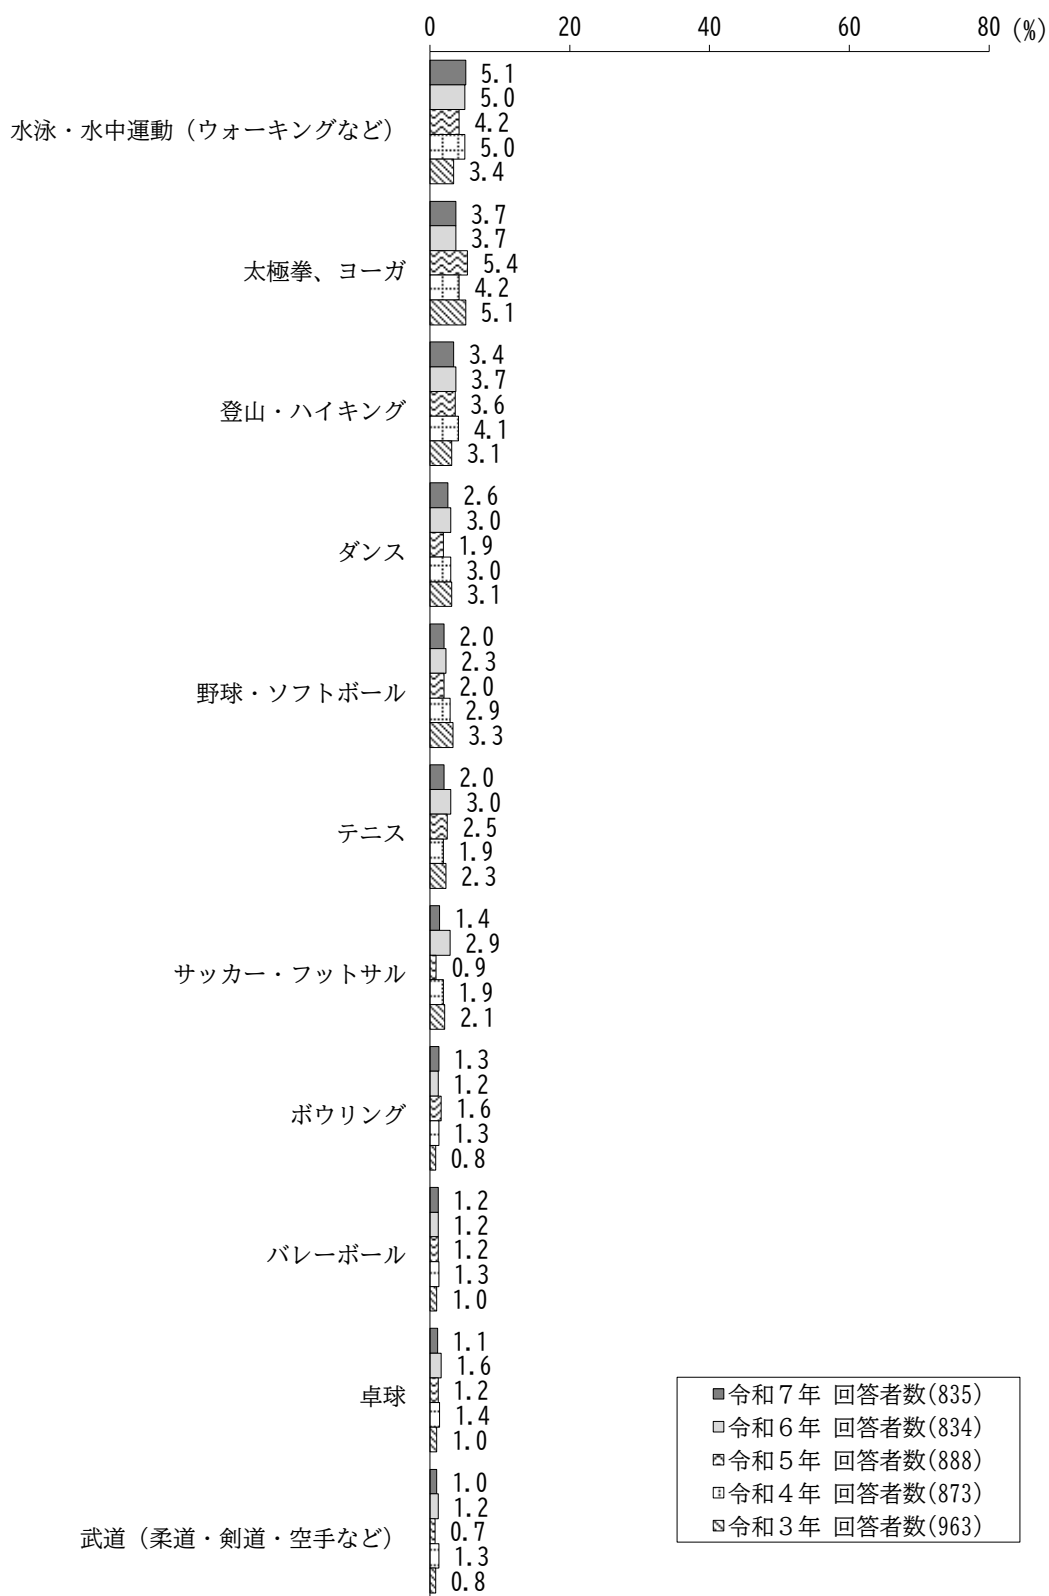 0 20 40 60 80 (%)
5.1
5.0
水泳・水中運動（ウォーキングなど） 4.2
5.0
3.4
3.7
3.7
太極拳、ヨーガ 5.4
4.2
5.1
3.4
3.7
登山・ハイキング 3.6
4.1
3.1
2.6
3.0
ダンス 1.9
3.0
3.1
2.0
2.3
野球・ソフトボール 2.0
2.9
3.3
2.0
3.0
テニス 2.5
1.9
2.3
1.4
2.9
サッカー・フットサル 0.9
1.9
2.1
1.3
1.2
ボウリング 1.6
1.3
0.8
1.2
1.2
バレーボール 1.2
1.3
1.0
1.1
1.6
卓球 1.2
1.4
1.0
1.0
1.2
武道（柔道・剣道・空手など） 0.7
1.3
0.8
令和７年 回答者数(835)
令和６年 回答者数(834)
令和５年 回答者数(888)
令和４年 回答者数(873)
令和３年 回答者数(963)